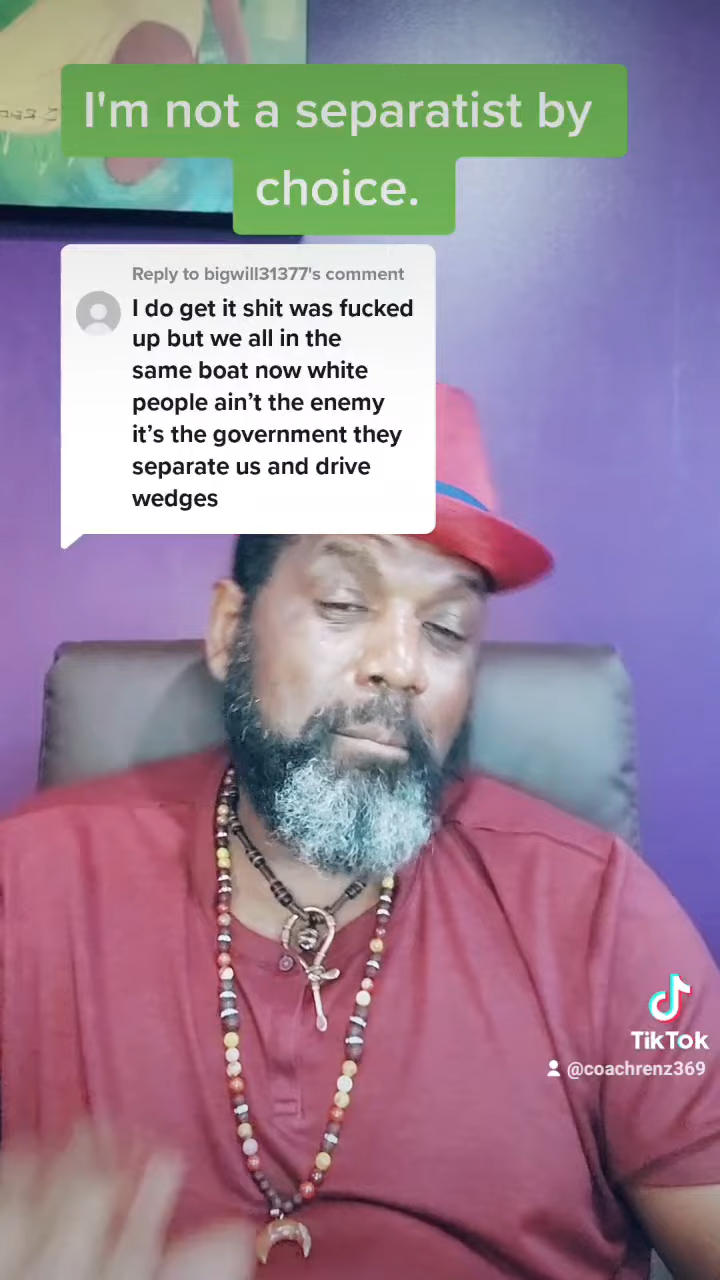 I'm not a separatist by
choice.
Reply to bigwill31377's comment
I do get it shit was fucked
up but we all in the
same boat now white
people ain’t the enemy
it’s the government they
separate us and drive
wedges
TikTok
@coachrenz369